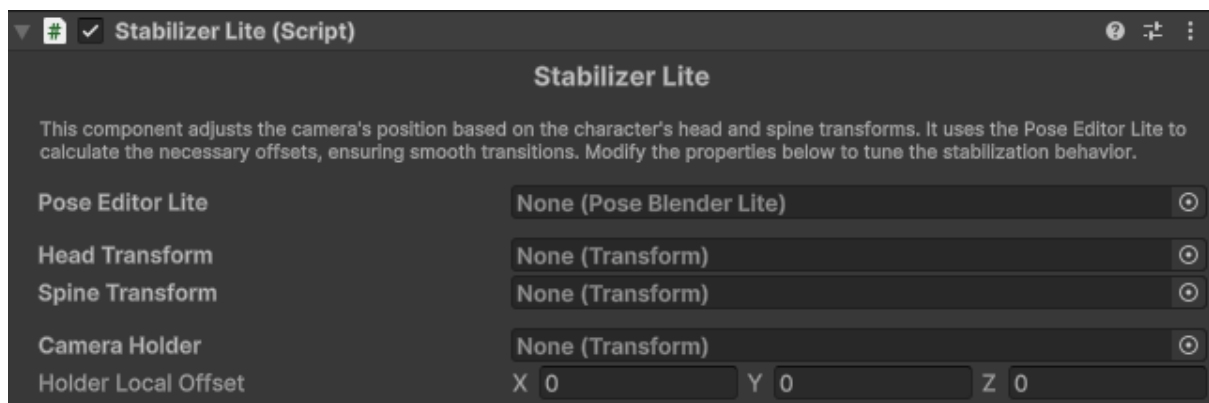 # Stabilizer Lite (Script)
Stabilizer Lite
This component adjusts the camera's position based on the character's head and spine transforms. It uses the Pose Editor Lite to
calculate the necessary offsets, ensuring smooth transitions. Modify the properties below to tune the stabilization behavior.
Pose Editor Lite None (Pose Blender Lite)
Head Transform None (Transform)
Spine Transform None (Transform)
Camera Holder None (Transform)
Holder Local Offset X 0 Y 0 Z 0